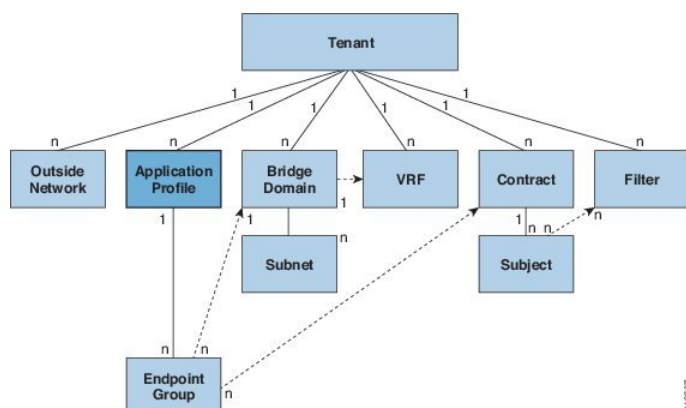 Tenant
1 1 1 1 1 1
n n n n n n
Outside Network
Application Profile
Bridge Domain
VRF
Contract
Filter
1 1 1 1 n n n
n
Subnet
Subject
n n n
Endpoint Group